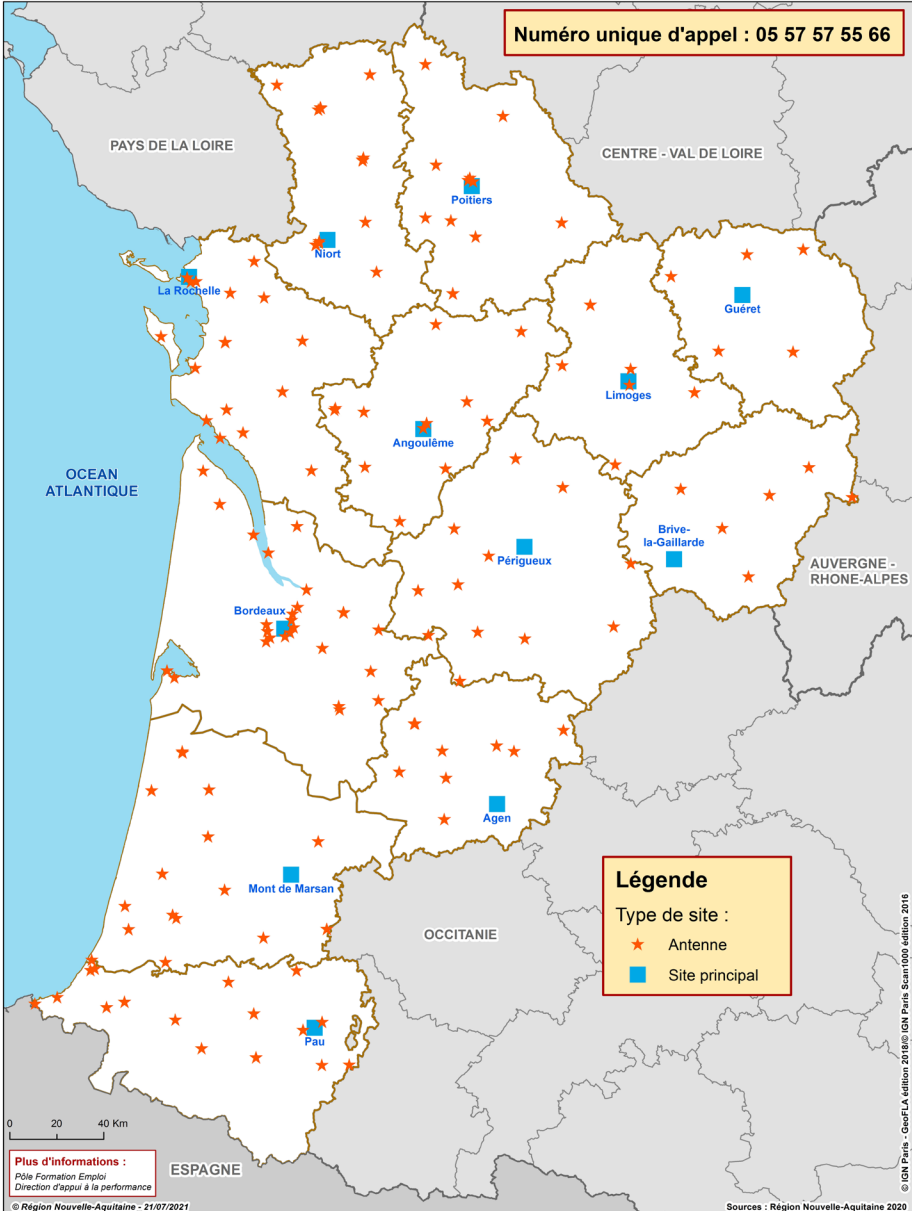 Numéro unique d'appel : 05 57 57 55 66
PAYS DE LA LOIRE
CENTRE - VAL DE LOIRE
Poitiers
Niort
La Rochelle
Guéret
Limoges
Angoulême
OCEAN
ATLANTIQUE
Brive-
la-Gaillarde
Périgueux
AUVERGNE -
RHONE-ALPES
Bordeaux
Agen
Mont de Marsan
Légende
Type de site :
Antenne
Site principal
OCCITANIE
Pau
0 20 40 Km
Plus d'informations :
Pôle Formation Emploi
Direction d'appui à la performance
ESPAGNE
© Région Nouvelle-Aquitaine - 21/07/2021
Sources : Région Nouvelle-Aquitaine 2020
© IGN Paris - GeoFLA édition 2018/© IGN Paris Scan1000 édition 2016